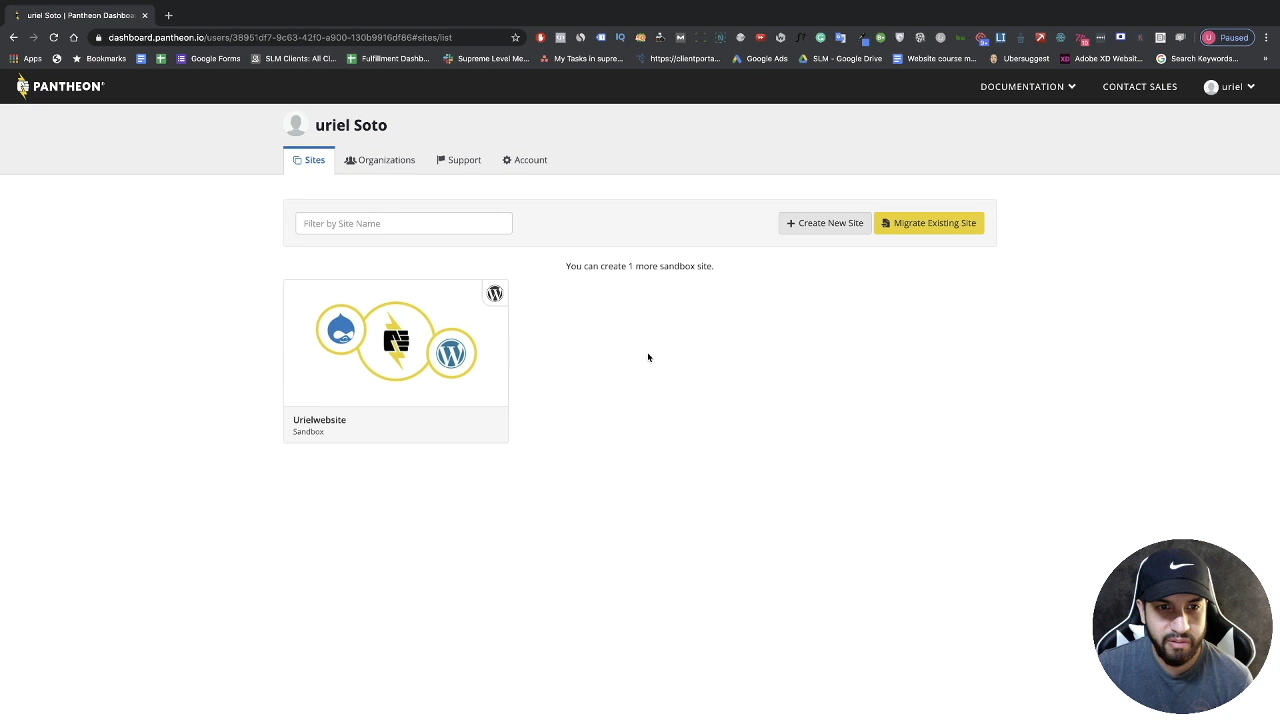 uriel Soto | Pantheon Dashboa
dashboard.pantheon.io/users/38951df7-9c63-42f0-a900-130b9916df86#sites/list
Paused
Apps
Bookmarks
Google Forms
SLM Clients: All Cl...
Fulfillment Dashb...
Supreme Level Me...
My Tasks in supre...
https://clientporta...
Google Ads
SLM - Google Drive
Website course m...
Ubersuggest
Adobe XD Websit...
Search Keywords...
PANTHEON
DOCUMENTATION
CONTACT SALES
uriel
uriel Soto
Sites
Organizations
Support
Account
Filter by Site Name
+ Create New Site
Migrate Existing Site
You can create 1 more sandbox site.
Urielwebsite
Sandbox